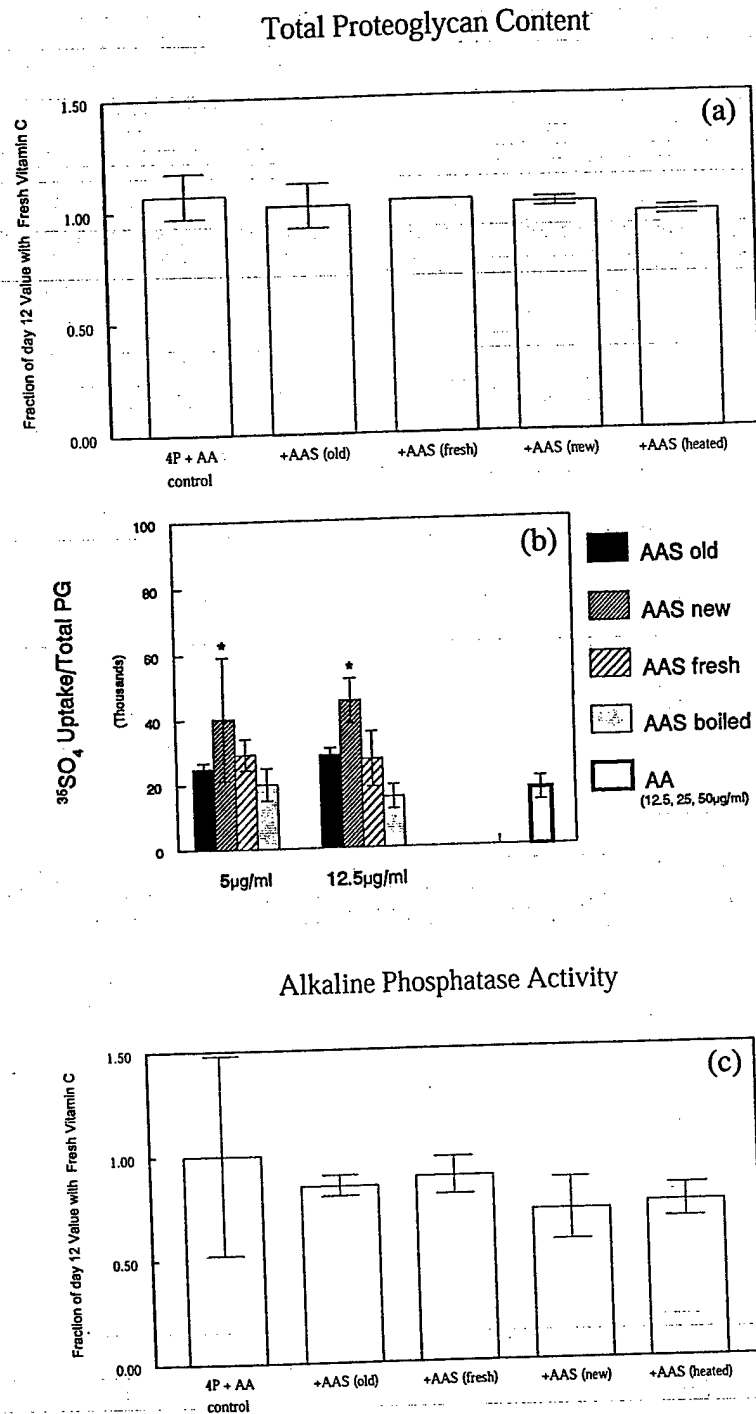 Total Proteoglycan Content
(a)
Fraction of day 12 Value with Fresh Vitamin C
1.50
1.00
0.50
0.00
4P + AA
control
+AAS (old)
+AAS (fresh)
+AAS (new)
+AAS (heated)
(b)
³⁵SO₄ Uptake/Total PG
(Thousands)
100
80
60
40
20
0
*
*
5µg/ml
12.5µg/ml
AAS old
AAS new
AAS fresh
AAS boiled
AA
(12.5, 25, 50µg/ml)
Alkaline Phosphatase Activity
(c)
Fraction of day 12 Value with Fresh Vitamin C
1.50
1.00
0.50
0.00
4P + AA
control
+AAS (old)
+AAS (fresh)
+AAS (new)
+AAS (heated)